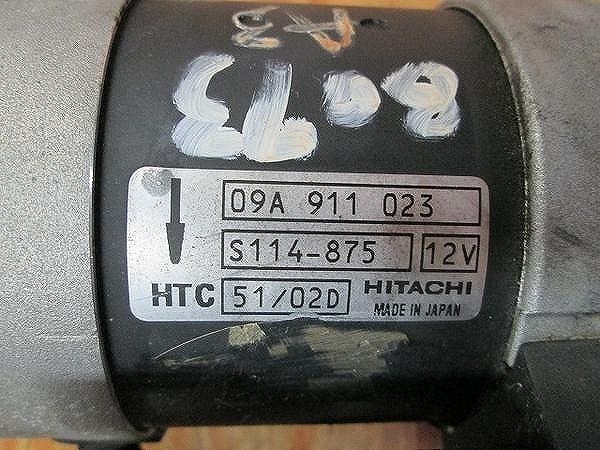 09A 911 023
S114-875 12V
HTC 51/02D HITACHI
MADE IN JAPAN